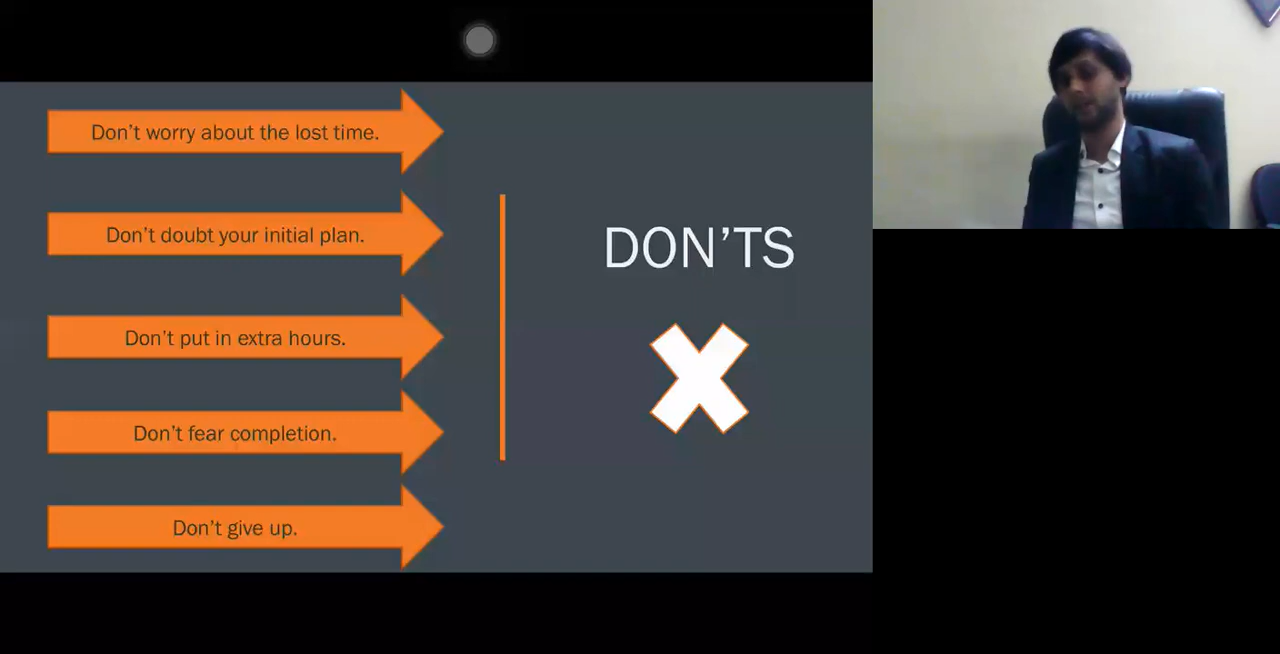 Don't worry about the lost time.
Don't doubt your initial plan.
Don't put in extra hours.
Don't fear completion.
Don't give up.
DON'TS